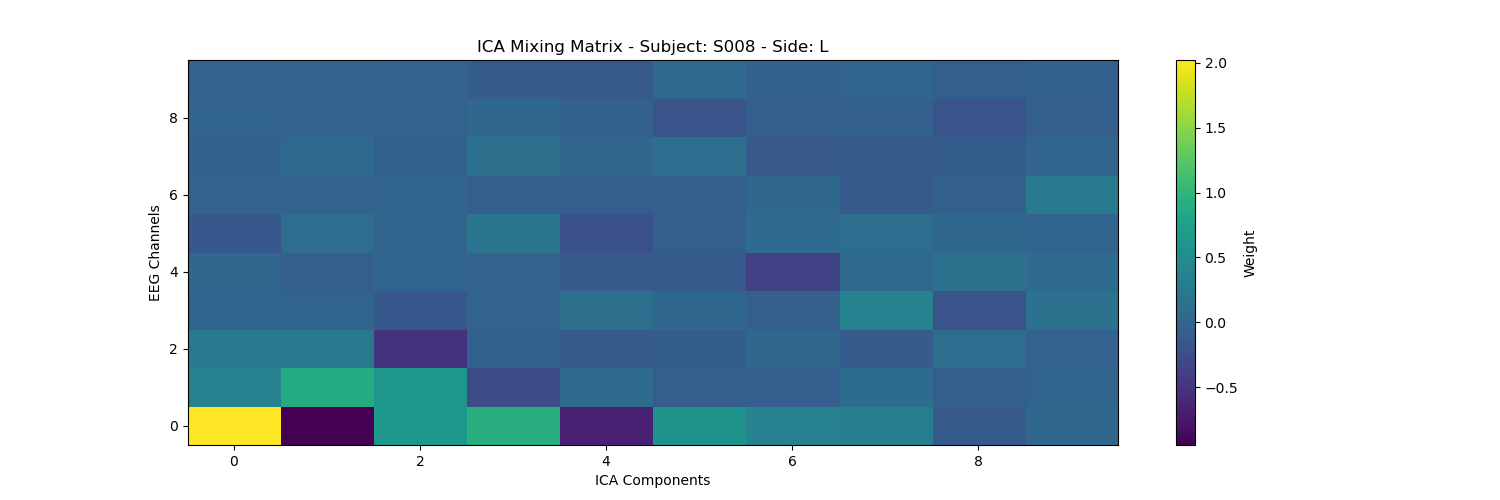 ICA Mixing Matrix - Subject: S008 - Side: L
EEG Channels
8
6
4
2
0
0 2 4 6 8
ICA Components
2.0
1.5
1.0
0.5
0.0
−0.5
Weight